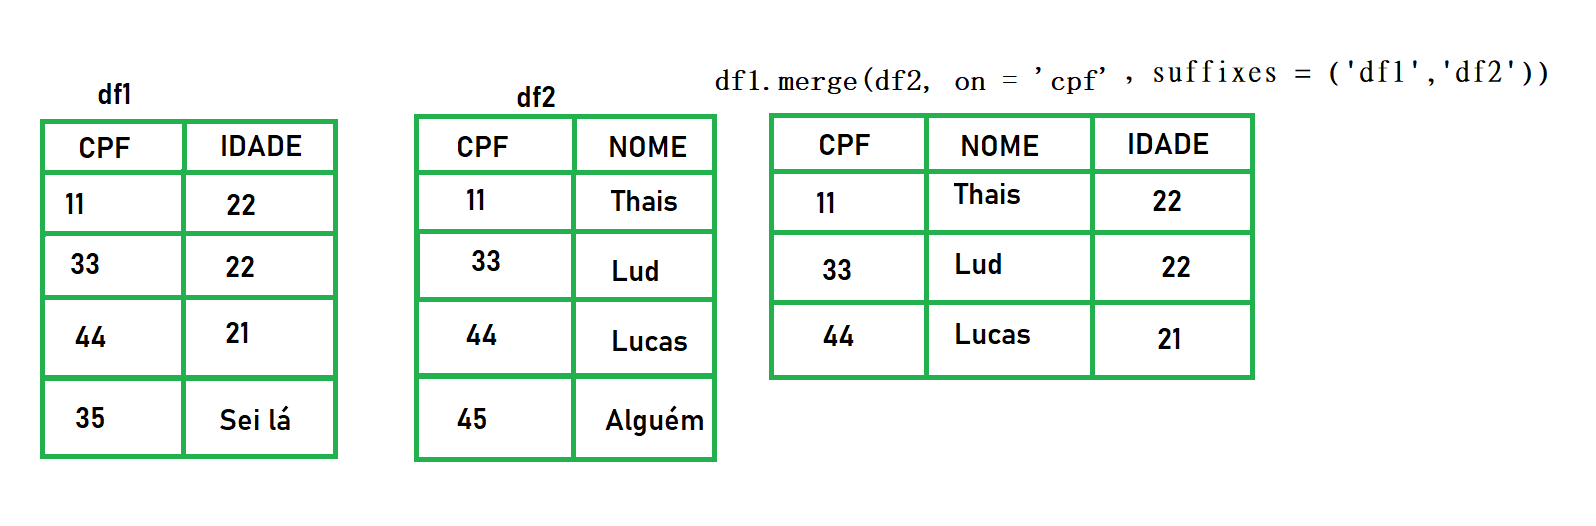 df1.merge(df2, on = 'cpf' , suffixes = ('df1','df2'))
df1
CPF IDADE
11 22
33 22
44 21
35 Sei lá
df2
CPF NOME
11 Thais
33 Lud
44 Lucas
45 Alguém
CPF NOME IDADE
11 Thais 22
33 Lud 22
44 Lucas 21